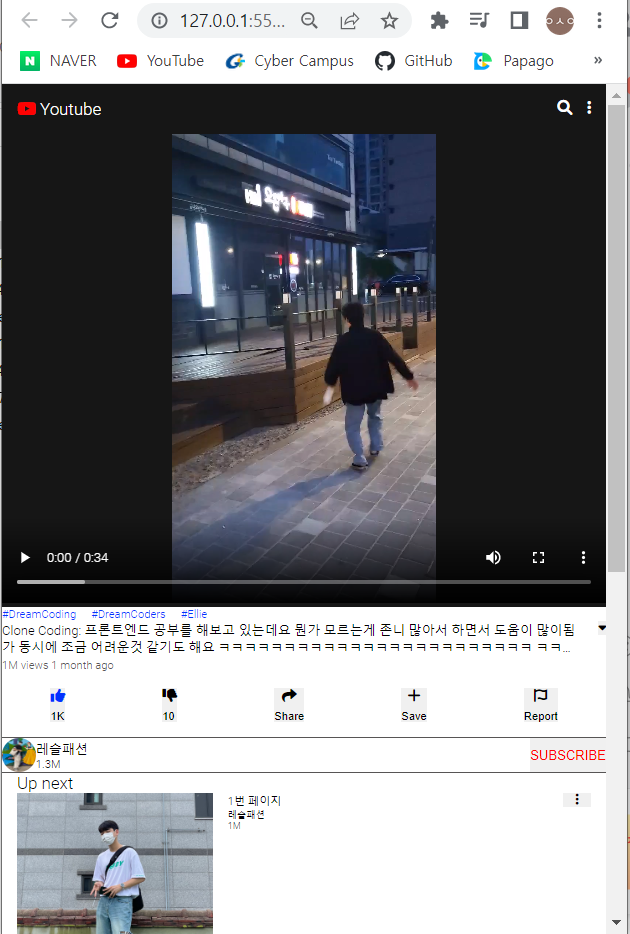 127.0.0.1:55...
NAVER YouTube Cyber Campus GitHub Papago »
Youtube
0:00 / 0:34
#DreamCoding #DreamCoders #Ellie
Clone Coding: 프론트엔드 공부를 해보고 있는데요 뭔가 모르는게 존니 많아서 하면서 도움이 많이됨
가 동시에 조금 어려운것 같기도 해요 ㅋㅋㅋㅋㅋㅋㅋㅋㅋㅋㅋㅋㅋㅋㅋㅋㅋㅋㅋㅋㅋㅋㅋㅋ ㅋㅋ...
1M views 1 month ago
1K 10 Share Save Report
레슬패션
1.3M
SUBSCRIBE
Up next
1번 페이지
레슬패션
1M